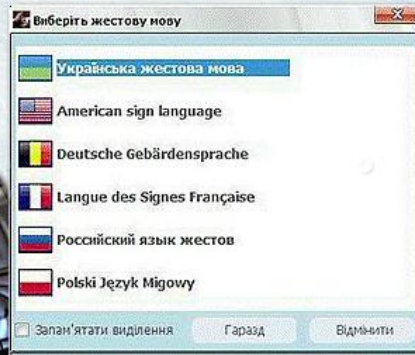 Виберіть жестову мову
Українська жестова мова
American sign language
Deutsche Gebärdensprache
Langue des Signes Française
Российский язык жестов
Polski Język Migowy
Запам'ятати виділення
Гаразд
Відмінити